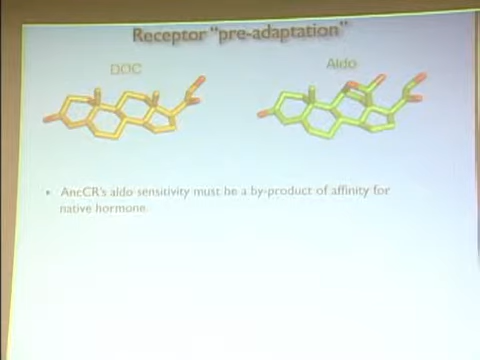 Receptor "pre-adaptation"
DOC
Aldo
• AncCR's aldo sensitivity must be a by-product of affinity for
native hormone.